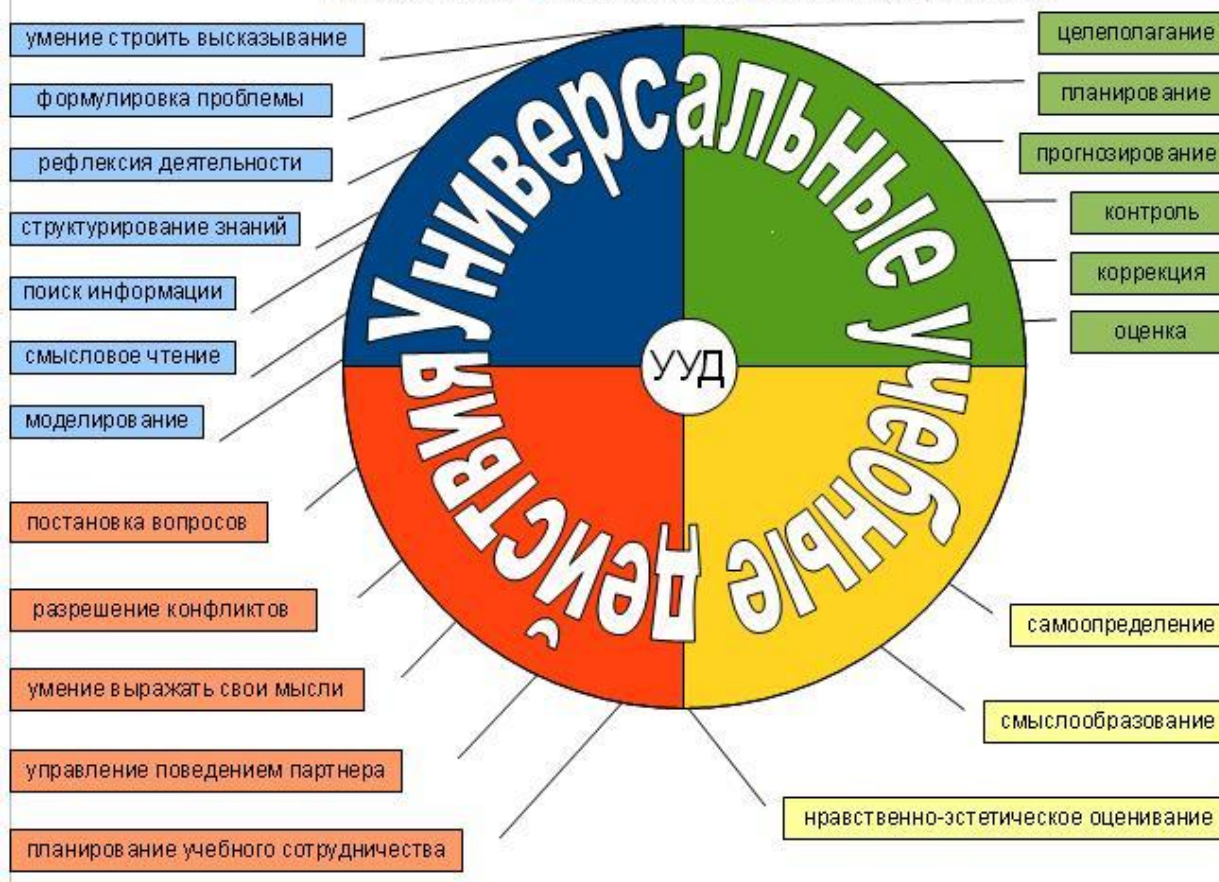 умение строить высказывание
формулировка проблемы
рефлексия деятельности
структурирование знаний
поиск информации
смысловое чтение
моделирование
постановка вопросов
разрешение конфликтов
умение выражать свои мысли
управление поведением партнера
планирование учебного сотрудничества
Универсальные учебные действия
УУД
целеполагание
планирование
прогнозирование
контроль
коррекция
оценка
самоопределение
смыслообразование
нравственно-эстетическое оценивание